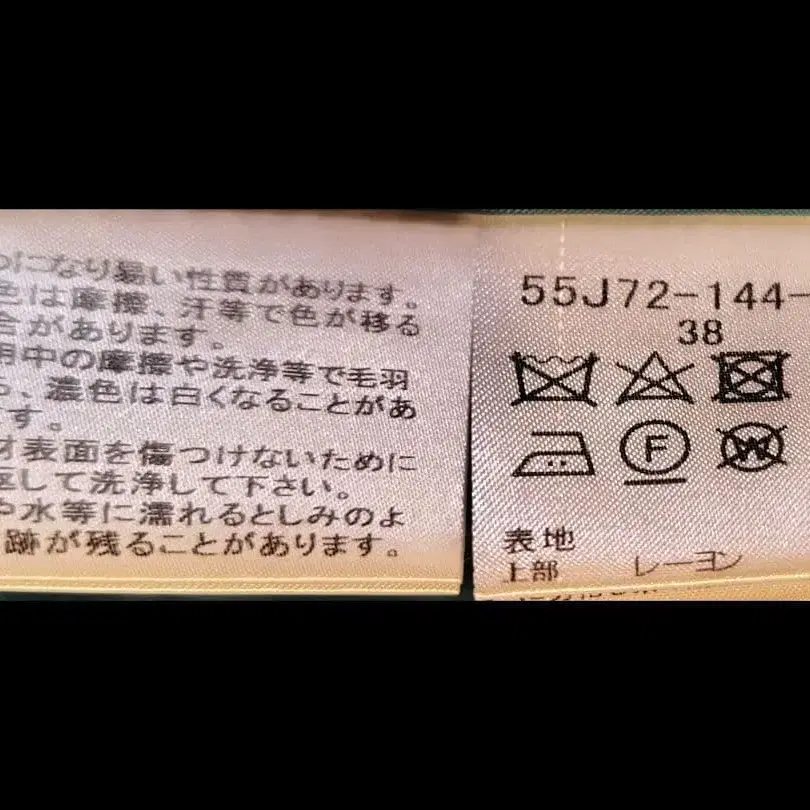 になり易い性質があります。
色は摩擦、汗等で色が移る
合があります。
用中の摩擦や洗浄等で毛羽
、濃色は白くなることがあ
す。
材表面を傷つけないために
返して洗浄して下さい。
や水等に濡れるとしみのよ
跡が残ることがあります。
55J72-144-
38
F
W
表地
上部 レーヨン